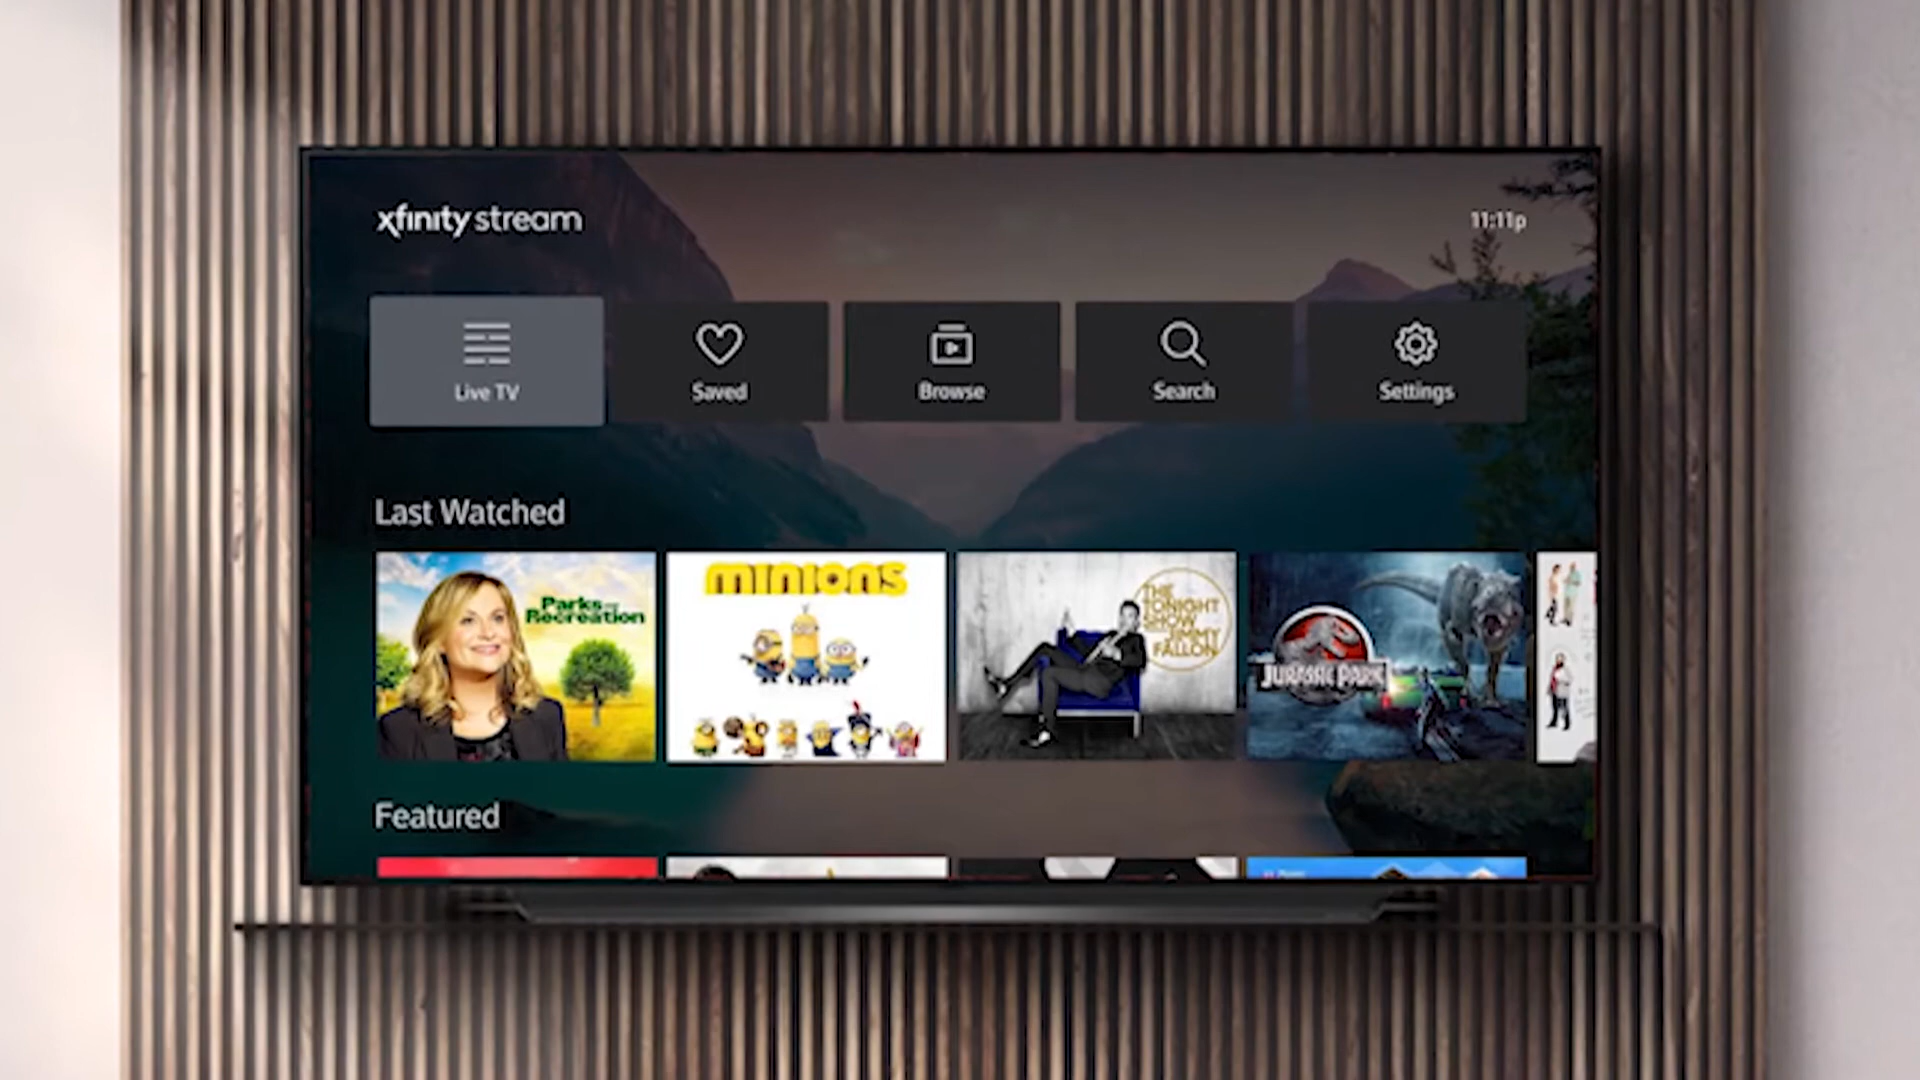 xfinity stream
11:11p
Live TV
Saved
Browse
Search
Settings
Last Watched
Parks and
Recreation
MINIONS
THE
TONIGHT
SHOW
JIMMY
FALLON
JURASSIC PARK
Featured